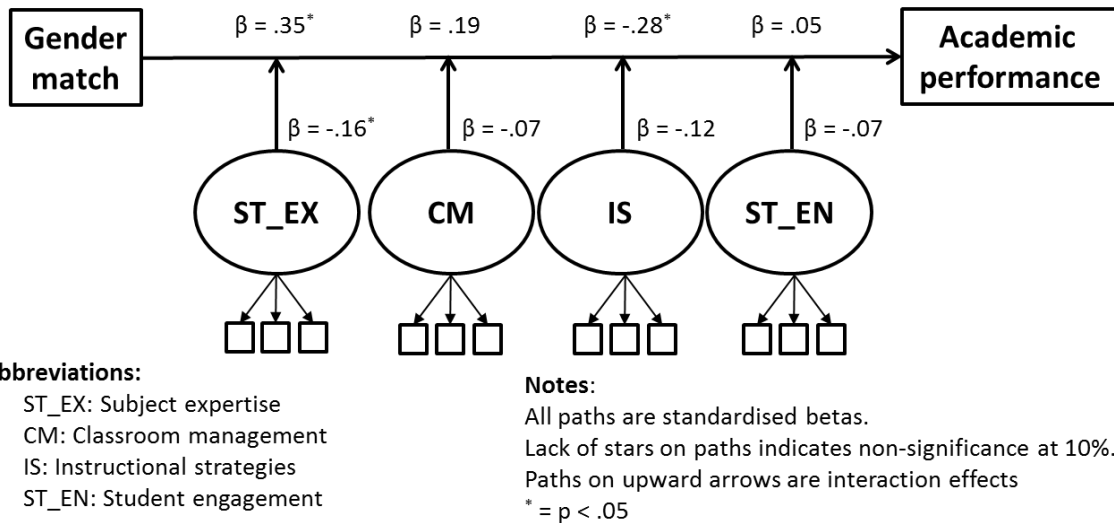 Gender
match
β = .35*
β = .19
β = -.28*
β = .05
Academic
performance
β = -.16*
β = -.07
β = -.12
β = -.07
ST_EX
CM
IS
ST_EN
bbreviations:
ST_EX: Subject expertise
CM: Classroom management
IS: Instructional strategies
ST_EN: Student engagement
Notes:
All paths are standardised betas.
Lack of stars on paths indicates non-significance at 10%.
Paths on upward arrows are interaction effects
* = p < .05